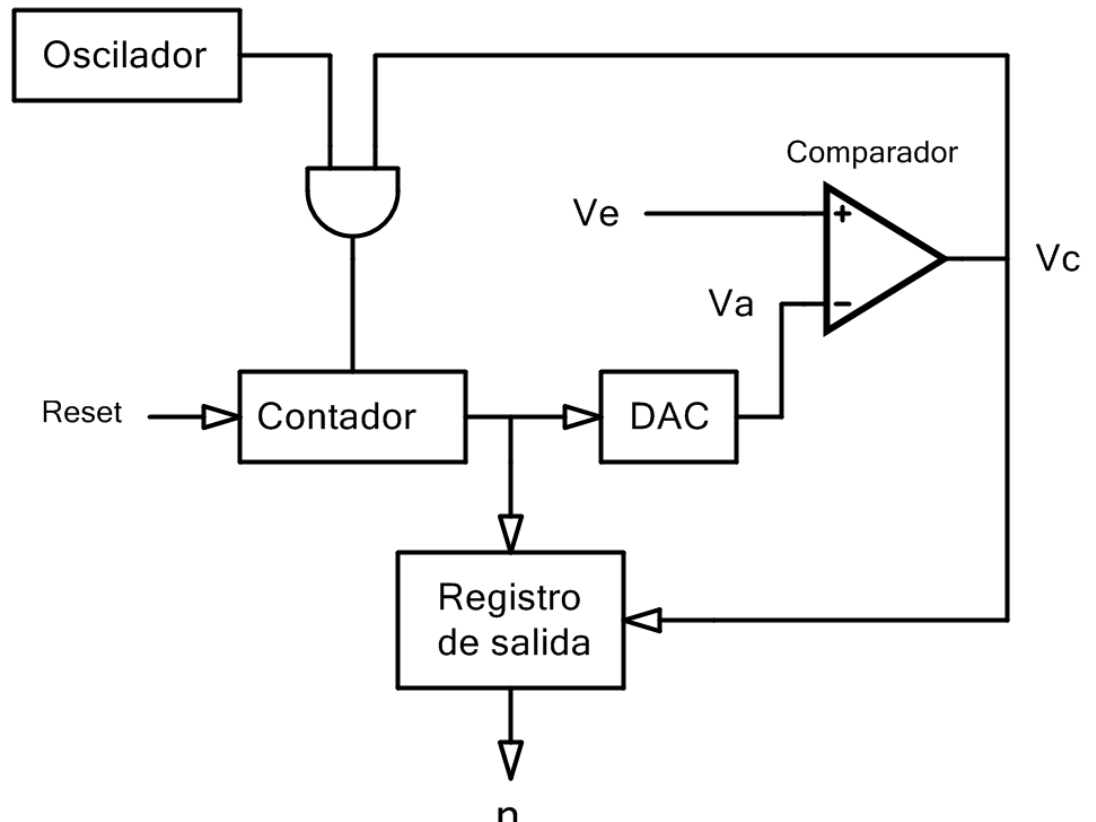 Oscilador
Comparador
Ve
+
Vc
Va
−
Reset
Contador
DAC
Registro
de salida
n